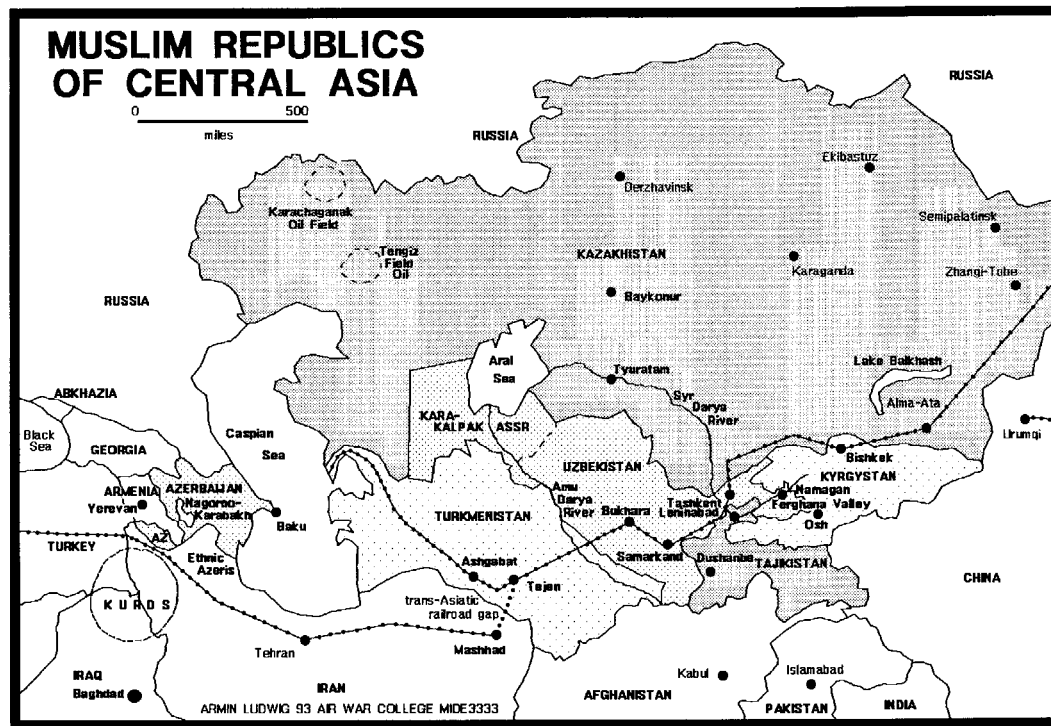 MUSLIM REPUBLICS
OF CENTRAL ASIA
0 500
miles
RUSSIA
RUSSIA
Ekibastuz
Derzhavinsk
Karachaganak
Oil Field
Semipalatinsk
Tengiz
Field
Oil
KAZAKHSTAN
Karaganda
Zhangi-Tobe
RUSSIA
Baykonur
Aral
Sea
Lake Balkhash
Tyuratam
ABKHAZIA
Syr
Darya
River
Alma-Ata
KARA-
KALPAK
ASSR
Black
Sea
Caspian
Sea
Urumqi
GEORGIA
Bishkek
UZBEKISTAN
KYRGYSTAN
ARMENIA
AZERBAIJAN
Yerevan
Nagorno-
Karabakh
Amu
Darya
River
Namagan
Tashkent
Ferghana Valley
Leninabad
TURKMENISTAN
Bukhara
Baku
Osh
AZ
TURKEY
Ethnic
Azeris
Ashgabat
Samarkand
Dushanbe
TAJIKISTAN
Tejen
CHINA
KURDS
trans-Asiatic
railroad gap
Tehran
Mashhad
Kabul
Islamabad
IRAQ
Baghdad
IRAN
AFGHANISTAN
PAKISTAN
INDIA
ARMIN LUDWIG 93 AIR WAR COLLEGE MIDE3333